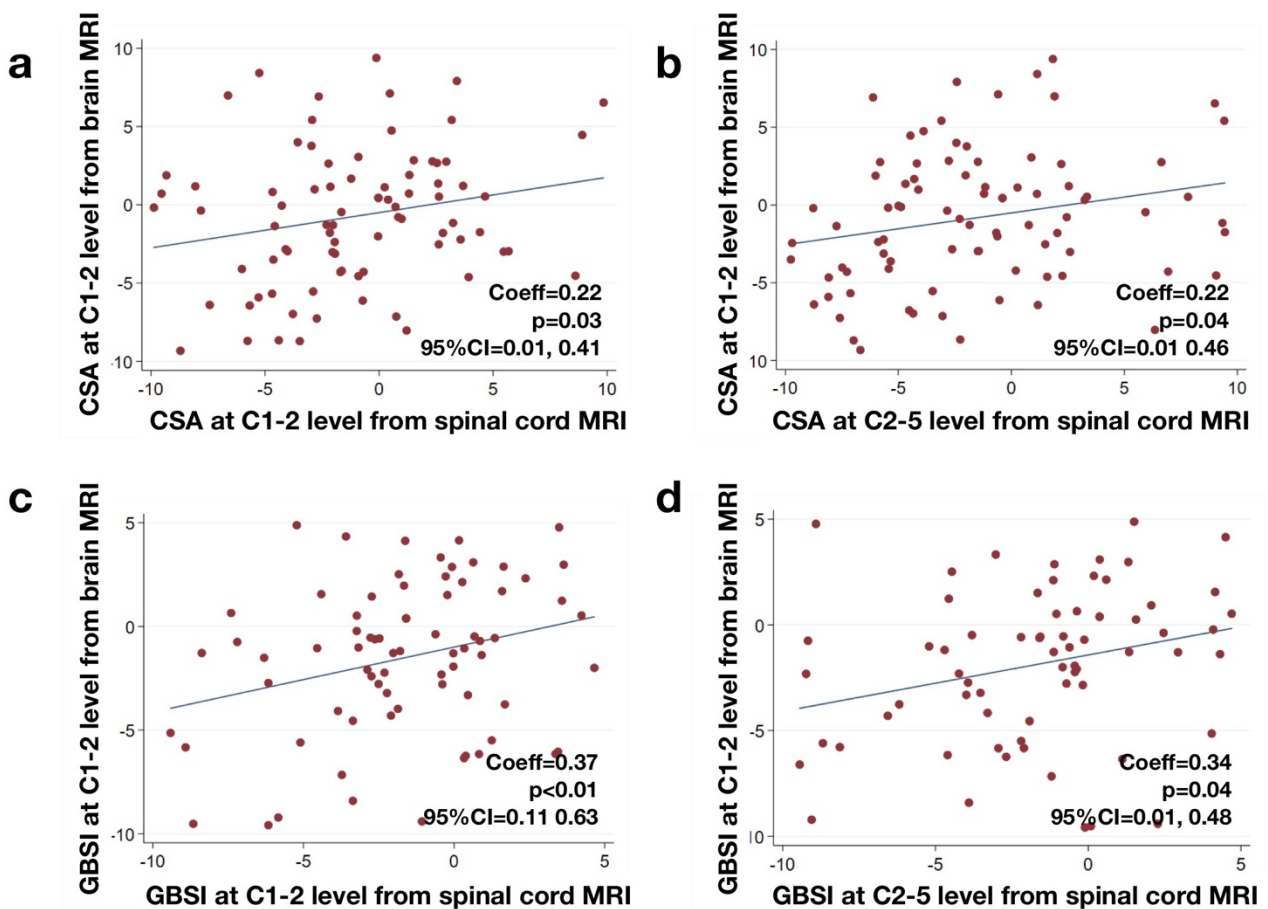 a
CSA at C1-2 level from brain MRI
10
5
0
-5
-10
-10
-5
0
5
10
Coeff=0.22
p=0.03
95%CI=0.01, 0.41
CSA at C1-2 level from spinal cord MRI
b
CSA at C1-2 level from brain MRI
10
5
0
-5
10
-10
-5
0
5
10
Coeff=0.22
p=0.04
95%CI=0.01 0.46
CSA at C2-5 level from spinal cord MRI
c
GBSI at C1-2 level from brain MRI
5
0
-5
-10
-10
-5
0
5
Coeff=0.37
p<0.01
95%CI=0.11 0.63
GBSI at C1-2 level from spinal cord MRI
d
GBSI at C1-2 level from brain MRI
5
0
-5
10
-10
-5
0
5
Coeff=0.34
p=0.04
95%CI=0.01, 0.48
GBSI at C2-5 level from spinal cord MRI